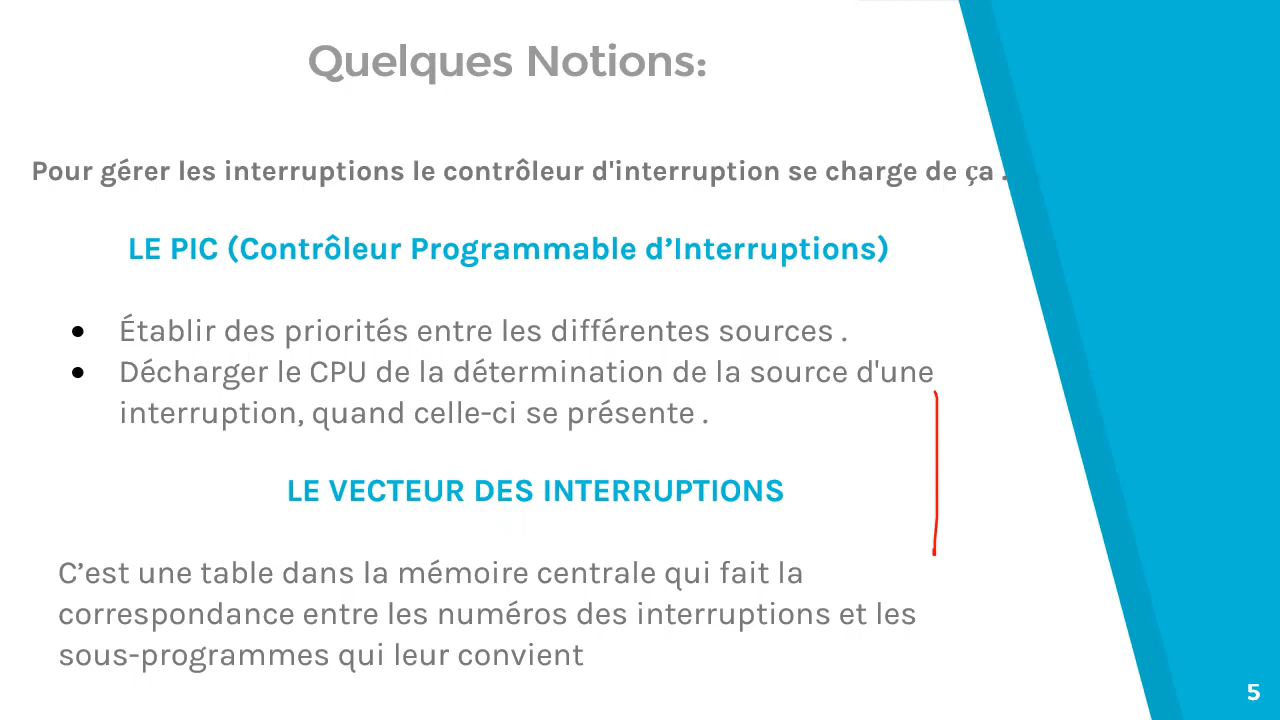 Quelques Notions:
Pour gérer les interruptions le contrôleur d'interruption se charge de ça .
LE PIC (Contrôleur Programmable d’Interruptions)
● Établir des priorités entre les différentes sources .
● Décharger le CPU de la détermination de la source d'une
interruption, quand celle-ci se présente .
LE VECTEUR DES INTERRUPTIONS
C’est une table dans la mémoire centrale qui fait la
correspondance entre les numéros des interruptions et les
sous-programmes qui leur convient
5